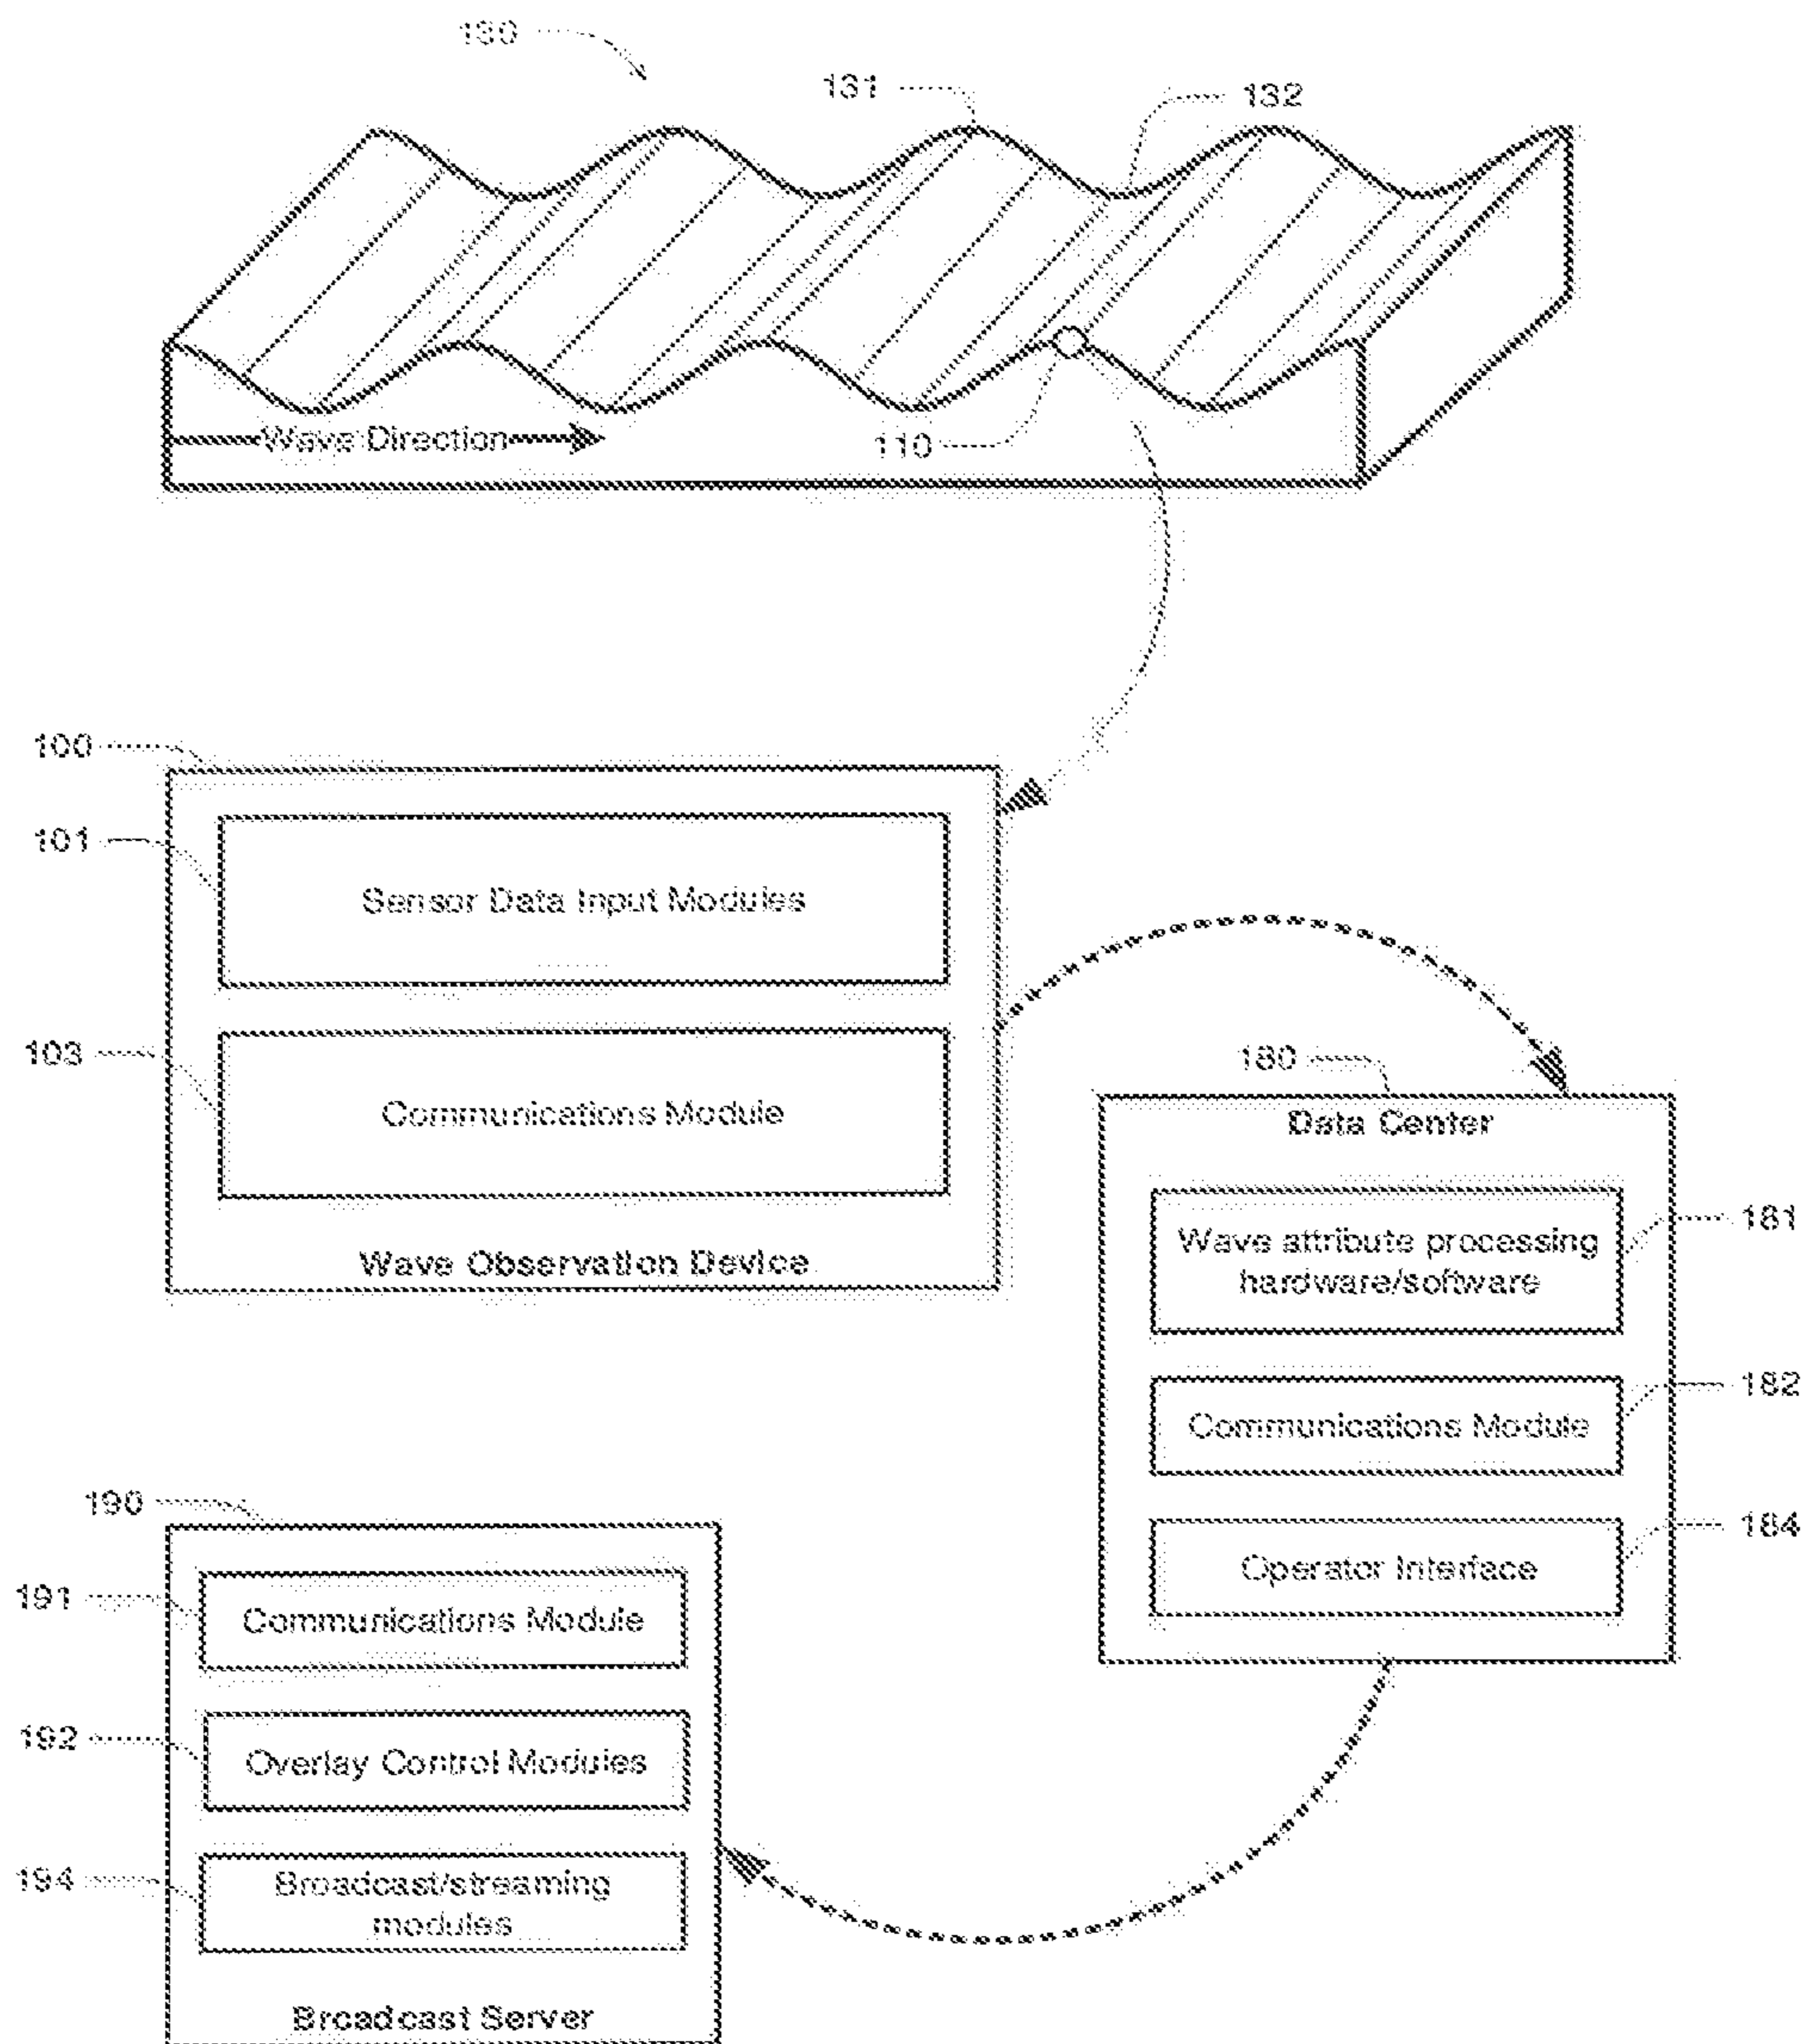 130
131
132
Wave Direction
110
100
101
Sensor Data Input Modules
103
Communications Module
Wave Observation Device
180
Data Center
181
Wave attribute processing
hardware/software
182
Communications Module
184
Operator Interface
190
191
Communications Module
192
Overlay Control Modules
194
Broadcast/streaming
modules
Broadcast Server